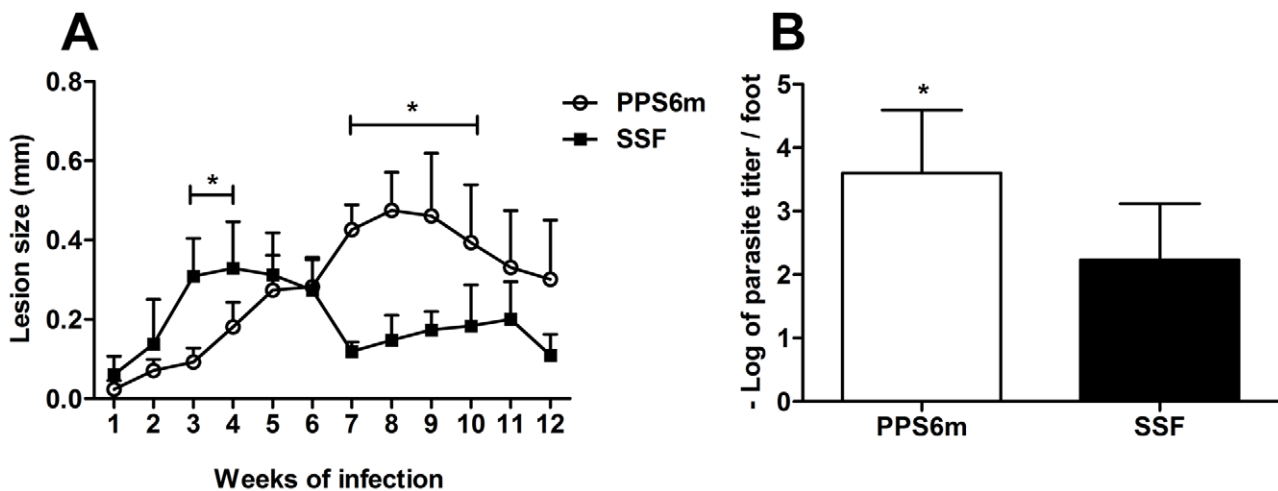 A
Lesion size (mm)
0.8
0.6
0.4
0.2
0.0
*
*
PPS6m
SSF
1 2 3 4 5 6 7 8 9 10 11 12
Weeks of infection
B
- Log of parasite titer / foot
5
4
3
2
1
0
*
PPS6m SSF